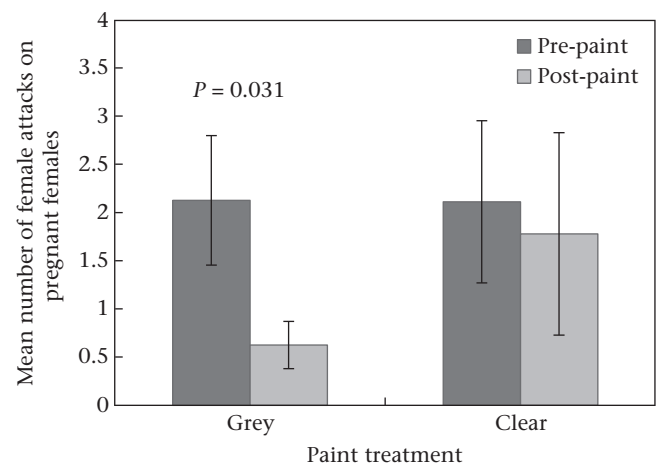 4
3.5
3
2.5
2
1.5
1
0.5
0
Mean number of female attacks on
pregnant females
P = 0.031
Pre-paint
Post-paint
Grey
Clear
Paint treatment